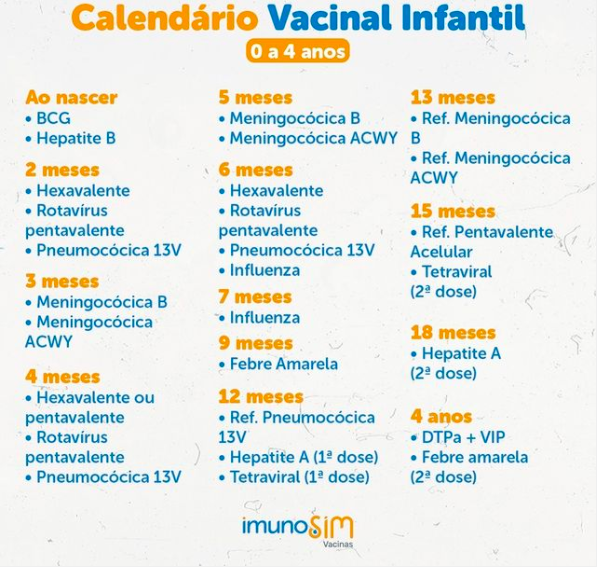 Calendário Vacinal Infantil
0 a 4 anos
Ao nascer
• BCG
• Hepatite B
2 meses
• Hexavalente
• Rotavírus
pentavalente
• Pneumocócica 13V
3 meses
• Meningocócica B
• Meningocócica
ACWY
4 meses
• Hexavalente ou
pentavalente
• Rotavírus
pentavalente
• Pneumocócica 13V
5 meses
• Meningocócica B
• Meningocócica ACWY
6 meses
• Hexavalente
• Rotavírus
pentavalente
• Pneumocócica 13V
• Influenza
7 meses
• Influenza
9 meses
• Febre Amarela
12 meses
• Ref. Pneumocócica
13V
• Hepatite A (1ª dose)
• Tetraviral (1ª dose)
13 meses
• Ref. Meningocócica
B
• Ref. Meningocócica
ACWY
15 meses
• Ref. Pentavalente
Acelular
• Tetraviral
(2ª dose)
18 meses
• Hepatite A
(2ª dose)
4 anos
• DTPa + VIP
• Febre amarela
(2ª dose)
imunoSIM
Vacinas